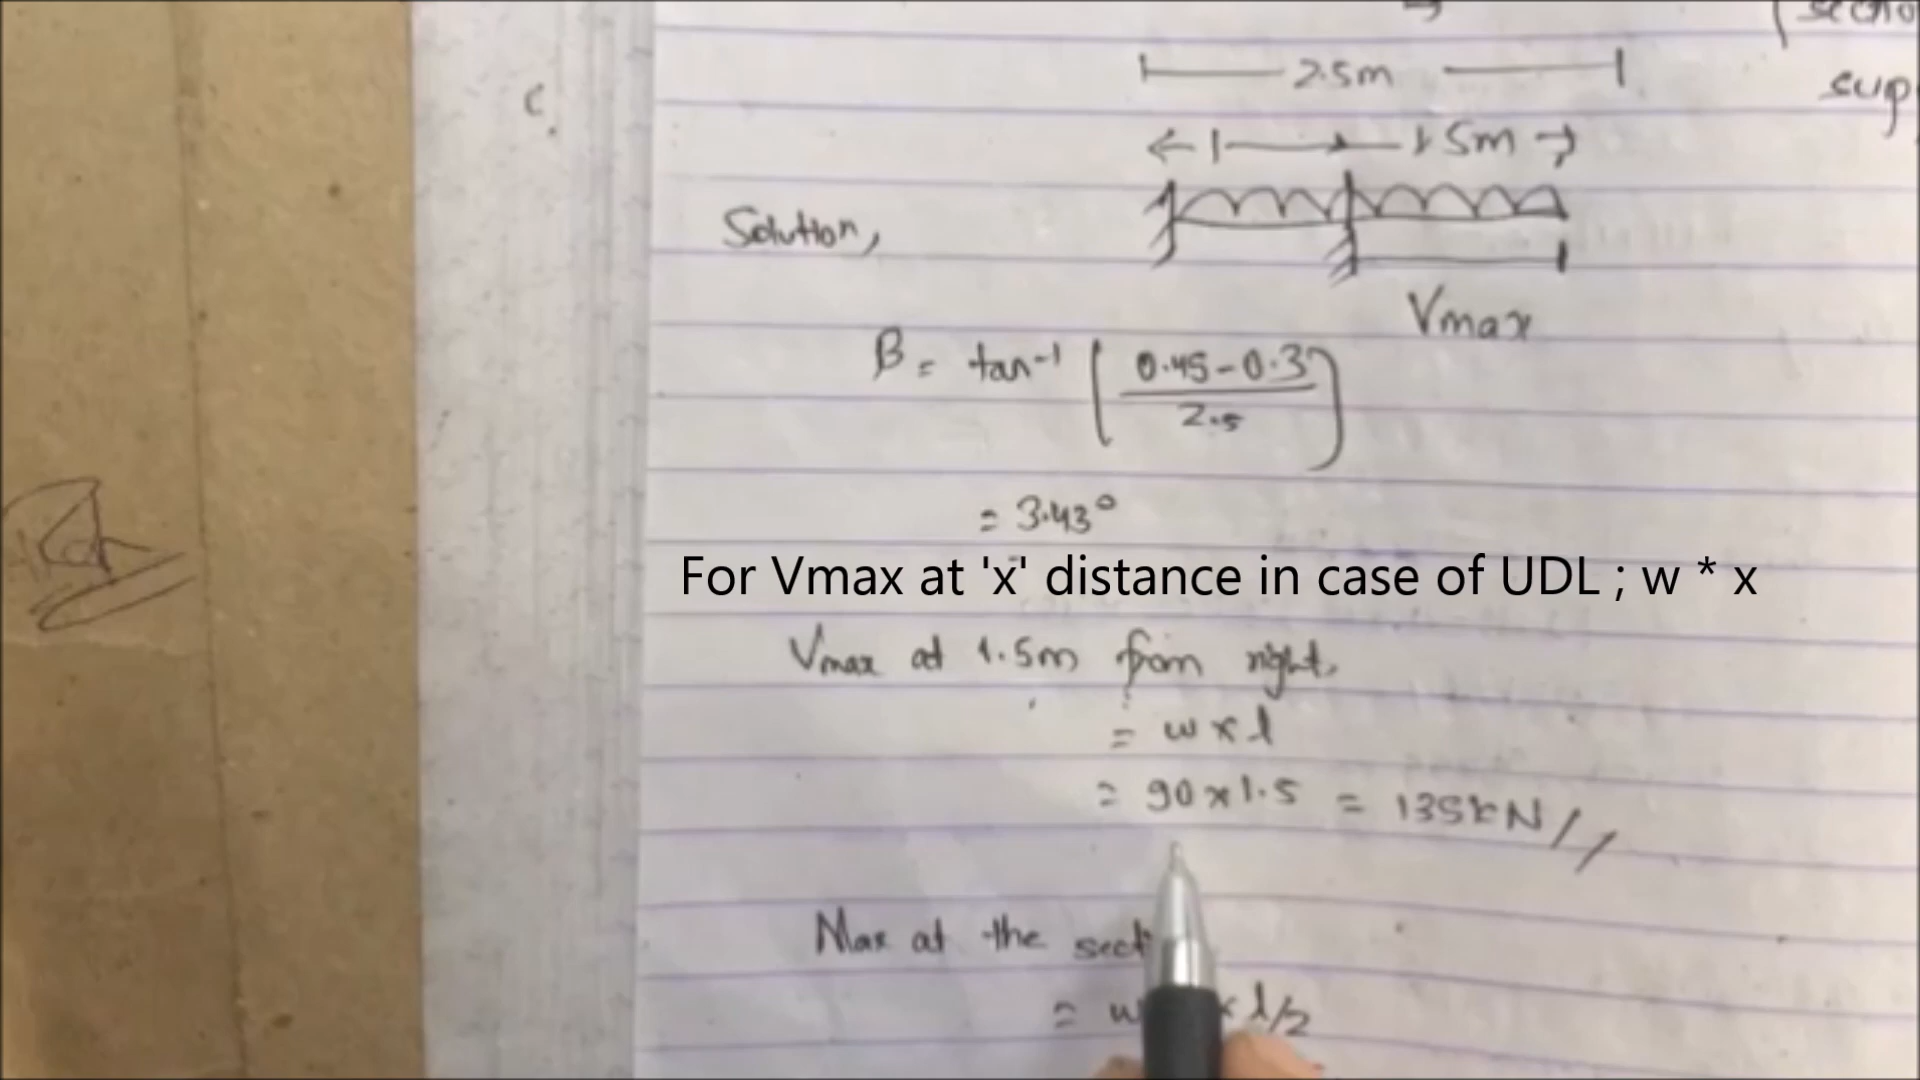 (sectio
2.5m
sup
c.
1 1.5m
Solution,
Vmax
β = tan⁻¹ (0.45-0.3 / 2.5)
= 3.43°
For Vmax at 'x' distance in case of UDL ; w * x
Vmax at 1.5m from right.
= w x l
= 90 x 1.5 = 135kN //
Max at the sect
= w x l/2